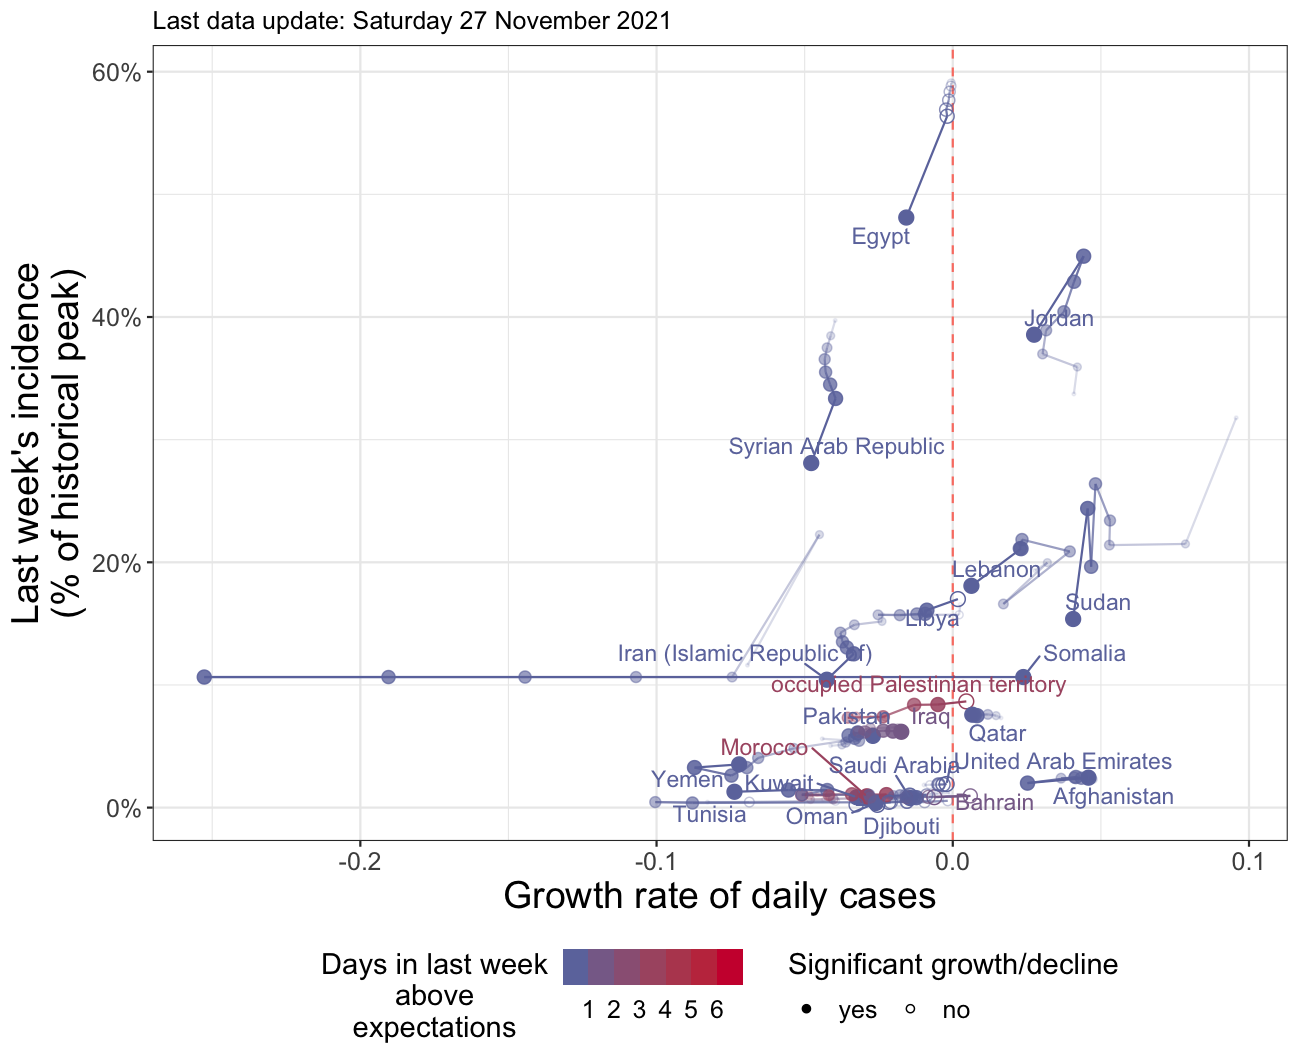 Last data update: Saturday 27 November 2021
60%
40%
20%
0%
Last week's incidence
(% of historical peak)
Egypt
Jordan
Syrian Arab Republic
Lebanon
Sudan
Libya
Iran (Islamic Republic of)
Somalia
occupied Palestinian territory
Pakistan
Iraq
Qatar
Morocco
Saudi Arabia
United Arab Emirates
Yemen
Kuwait
Afghanistan
Bahrain
Tunisia
Oman
Djibouti
-0.2
-0.1
0.0
0.1
Growth rate of daily cases
Days in last week
above
expectations
1 2 3 4 5 6
Significant growth/decline
yes
no